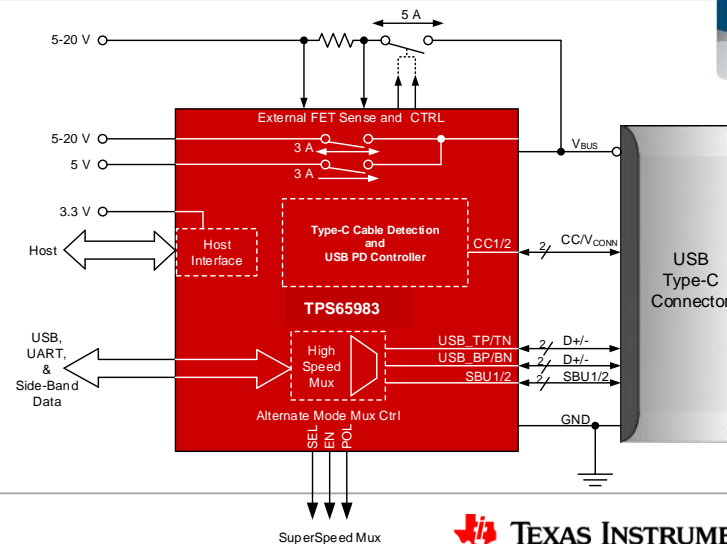 5 A
5-20 V
External FET Sense and CTRL
5-20 V
3 A
5 V
3 A
VBUS
3.3 V
Host
Host
Interface
Type-C Cable Detection
and
USB PD Controller
CC1/2
2
CC/VCONN
USB
Type-C
Connector
TPS65983
USB,
UART,
&
Side-Band
Data
High
Speed
Mux
USB_TP/TN
2
D+/-
USB_BP/BN
2
D+/-
SBU1/2
2
SBU1/2
Alternate Mode Mux Ctrl
SEL
EN
POL
GND
SuperSpeed Mux
TEXAS INSTRUME